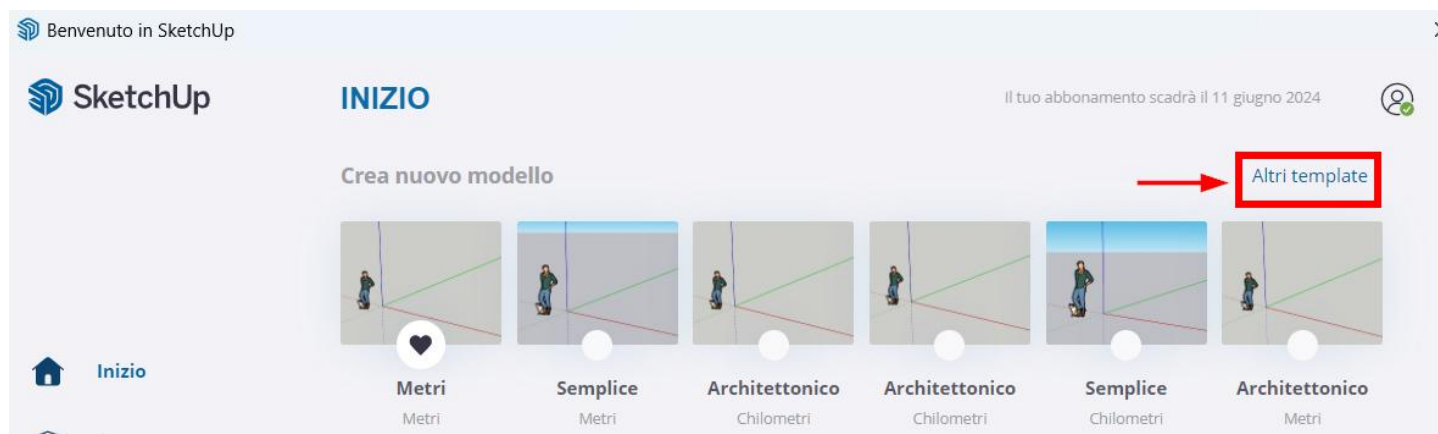 Benvenuto in SketchUp
SketchUp
INIZIO
Il tuo abbonamento scadrà il 11 giugno 2024
Crea nuovo modello
Altri template
Metri
Semplice
Architettonico
Architettonico
Semplice
Architettonico
Metri
Metri
Chilometri
Chilometri
Chilometri
Metri
Inizio